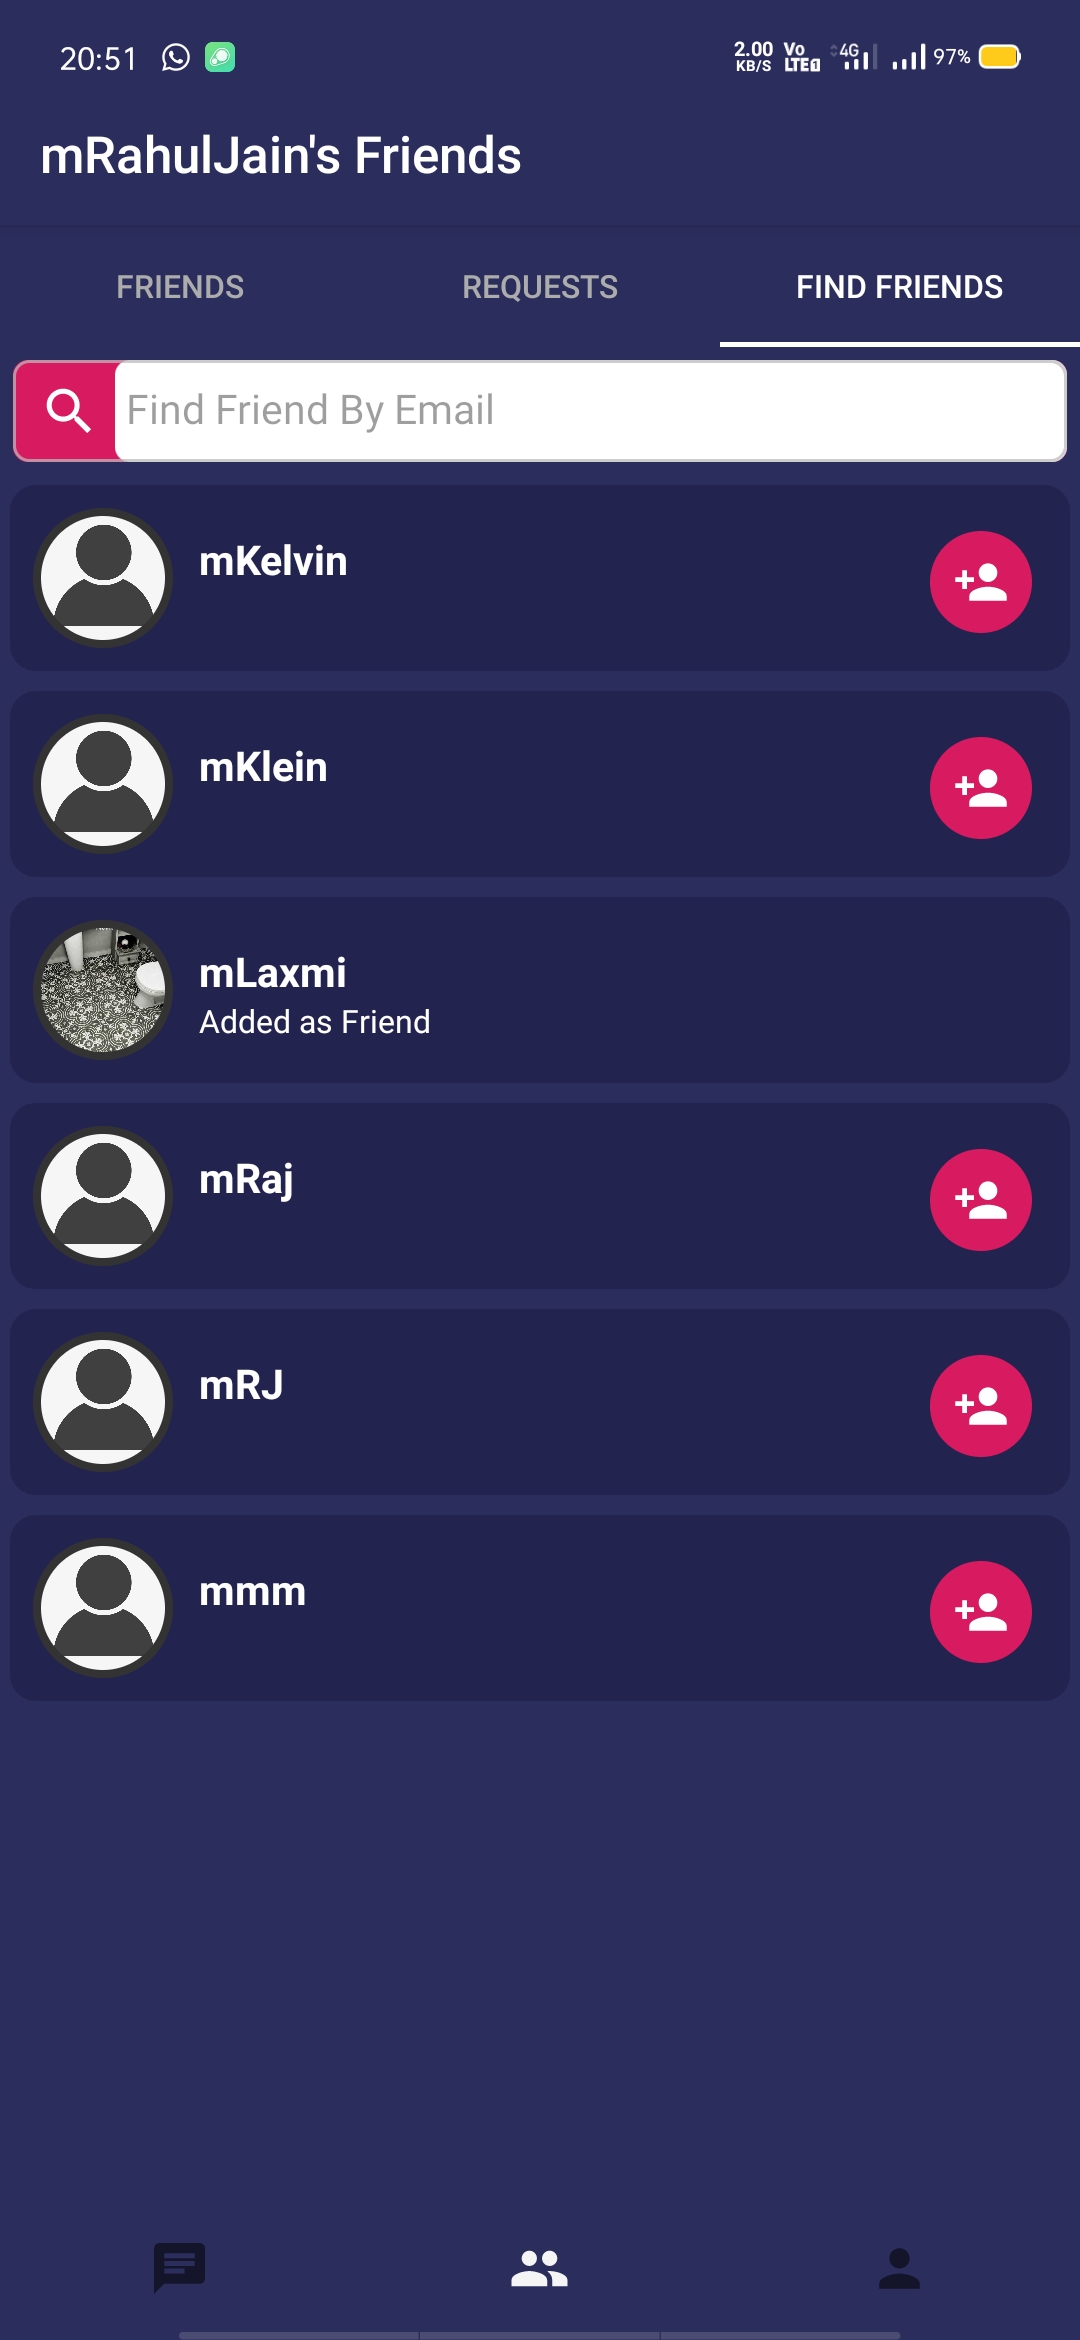 20:51
2.00 KB/S Vo LTE 4G 97%
mRahulJain's Friends
FRIENDS REQUESTS FIND FRIENDS
Find Friend By Email
mKelvin
mKlein
mLaxmi
Added as Friend
mRaj
mRJ
mmm